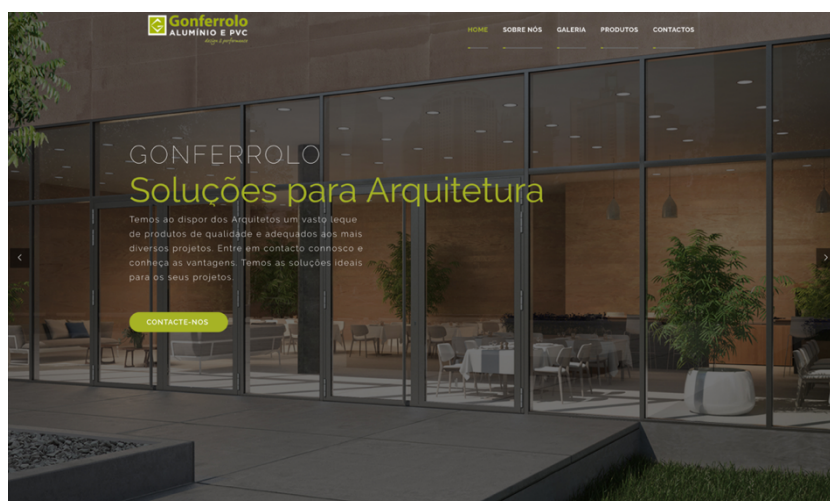 Gonferrolo
ALUMÍNIO E PVC
design & performance
HOME SOBRE NÓS GALERIA PRODUTOS CONTACTOS
GONFERROLO
Soluções para Arquitetura
Temos ao dispor dos Arquitetos um vasto leque
de produtos de qualidade e adequados aos mais
diversos projetos. Entre em contacto connosco e
conheça as vantagens. Temos as soluções ideais
para os seus projetos.
CONTACTE-NOS